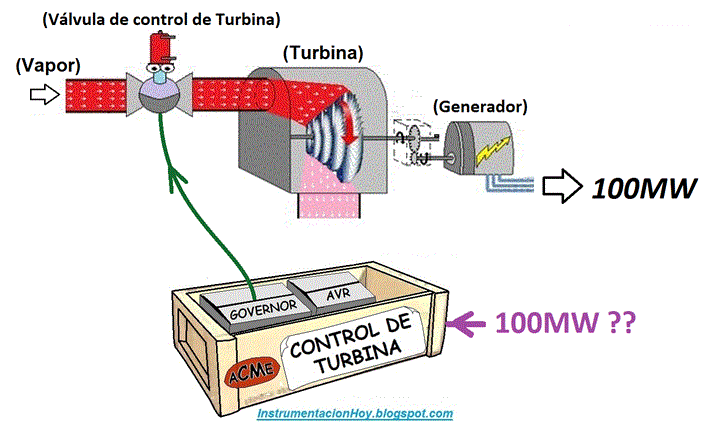 (Válvula de control de Turbina)
(Vapor)
(Turbina)
(Generador)
100MW
GOVERNOR
AVR
100MW ??
CONTROL DE
TURBINA
ACME
InstrumentacionHoy.blogspot.com